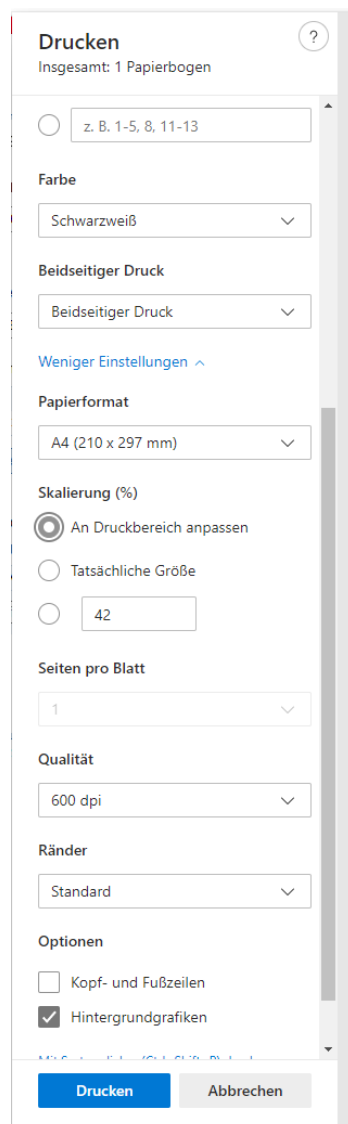 Drucken
?
Insgesamt: 1 Papierbogen
z. B. 1-5, 8, 11-13
Farbe
Schwarzweiß
Beidseitiger Druck
Beidseitiger Druck
Weniger Einstellungen
Papierformat
A4 (210 x 297 mm)
Skalierung (%)
An Druckbereich anpassen
Tatsächliche Größe
42
Seiten pro Blatt
1
Qualität
600 dpi
Ränder
Standard
Optionen
Kopf- und Fußzeilen
Hintergrundgrafiken
Drucken
Abbrechen